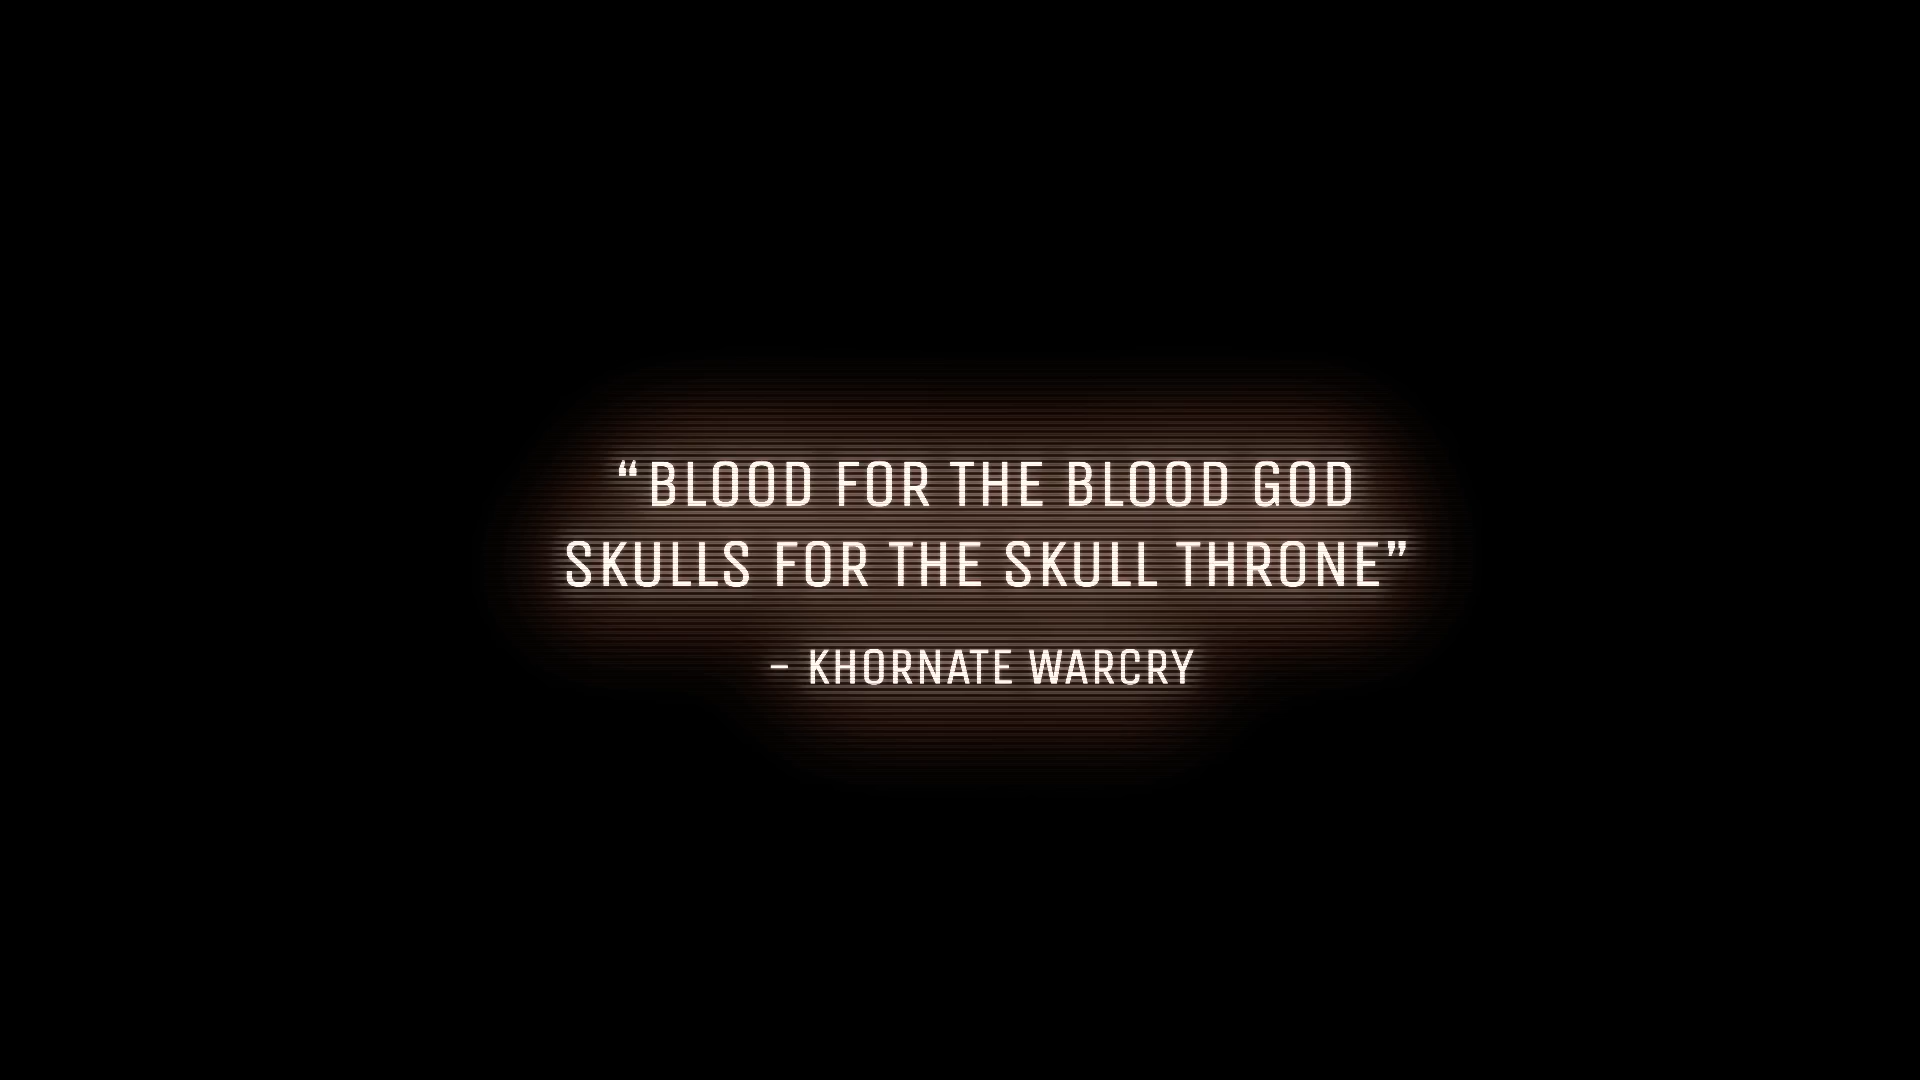 “BLOOD FOR THE BLOOD GOD
SKULLS FOR THE SKULL THRONE”
– KHORNATE WARCRY